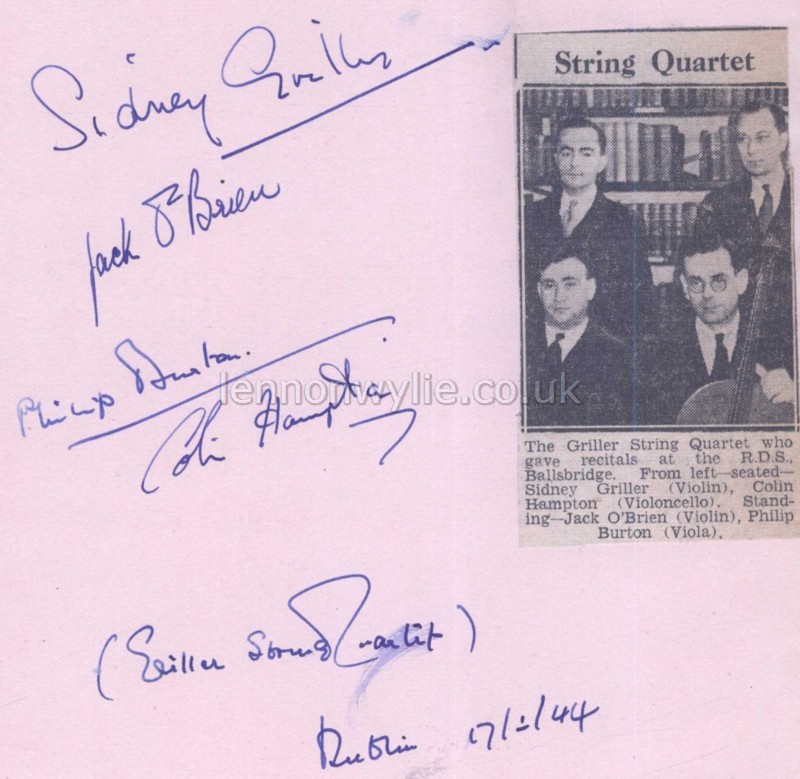 Sidney Griller
Jack O'Brien
Philip Burton.
Colin Hampton
(Griller String Quartet)
Dublin 17/1/44
String Quartet
The Griller String Quartet who
gave recitals at the R.D.S.,
Ballsbridge. From left—seated—
Sidney Griller (Violin), Colin
Hampton (Violoncello). Stand-
ing—Jack O'Brien (Violin), Philip
Burton (Viola).
lennonwylie.co.uk